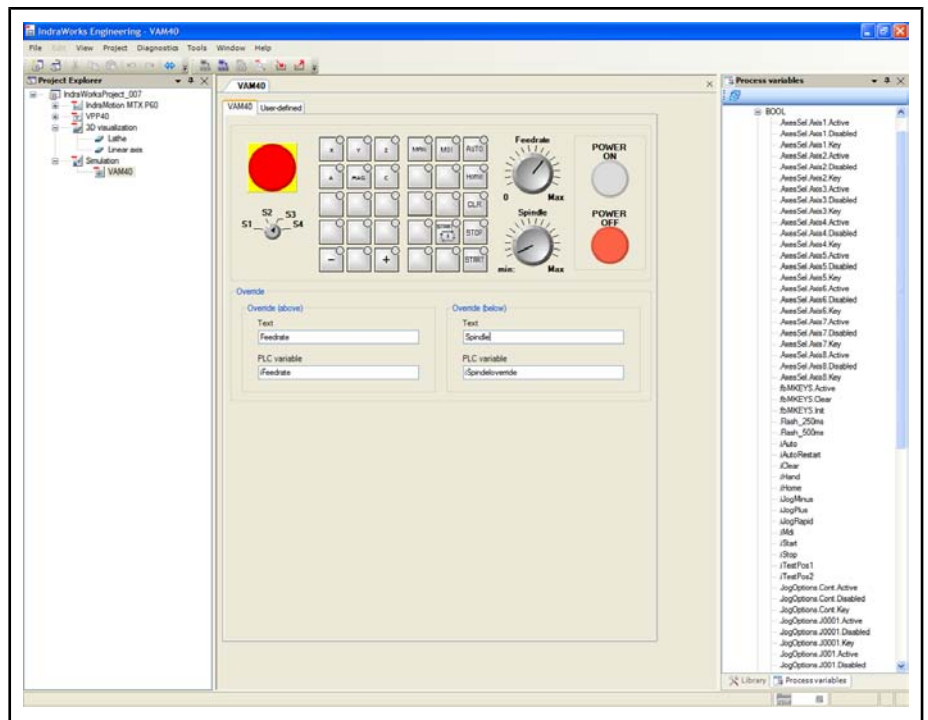 IndraWorks Engineering - VAM40
File Edit View Project Diagnostics Tools Window Help
Project Explorer
IndraWorksProject_007
IndraMotion MTX P60
VPP40
3D visualization
Lathe
Linear axis
Simulation
VAM40
VAM40
VAM40 User-defined
X Y Z MAN MDI AUTO
A MAG C Home
CLR
START STOP
- + START
S1 S2 S3 S4
Feedrate
0 Max
Spindle
min: Max
POWER
ON
POWER
OFF
Override
Override (above)
Text
Feedrate
PLC variable
iFeedrate
Override (below)
Text
Spindle
PLC variable
iSpindeloverride
Process variables
BOOL
.AxesSel.Axis1.Active
.AxesSel.Axis1.Disabled
.AxesSel.Axis1.Key
.AxesSel.Axis2.Active
.AxesSel.Axis2.Disabled
.AxesSel.Axis2.Key
.AxesSel.Axis3.Active
.AxesSel.Axis3.Disabled
.AxesSel.Axis3.Key
.AxesSel.Axis4.Active
.AxesSel.Axis4.Disabled
.AxesSel.Axis4.Key
.AxesSel.Axis5.Active
.AxesSel.Axis5.Disabled
.AxesSel.Axis5.Key
.AxesSel.Axis6.Active
.AxesSel.Axis6.Disabled
.AxesSel.Axis6.Key
.AxesSel.Axis7.Active
.AxesSel.Axis7.Disabled
.AxesSel.Axis7.Key
.AxesSel.Axis8.Active
.AxesSel.Axis8.Disabled
.AxesSel.Axis8.Key
.fbMKEYS.Active
.fbMKEYS.Clear
.fbMKEYS.Init
.Flash_250ms
.Flash_500ms
.iAuto
.iAutoRestart
.iClear
.iHand
.iHome
.iJogMinus
.iJogPlus
.iJogRapid
.iMdi
.iStart
.iStop
.iTestPos1
.iTestPos2
.JogOptions.Cont.Active
.JogOptions.Cont.Disabled
.JogOptions.Cont.Key
.JogOptions.J0001.Active
.JogOptions.J0001.Disabled
.JogOptions.J0001.Key
.JogOptions.J001.Active
.JogOptions.J001.Disabled
Library Process variables